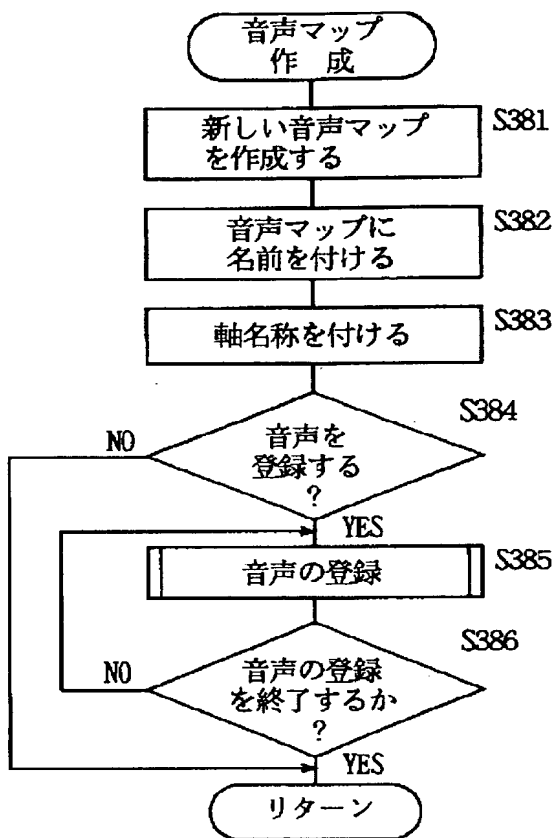 音声マップ
作 成
新しい音声マップ
を作成する
S381
音声マップに
名前を付ける
S382
軸名称を付ける
S383
S384
音声を
登録する
?
NO
YES
音声の登録
S385
S386
音声の登録
を終了するか
?
NO
YES
リターン